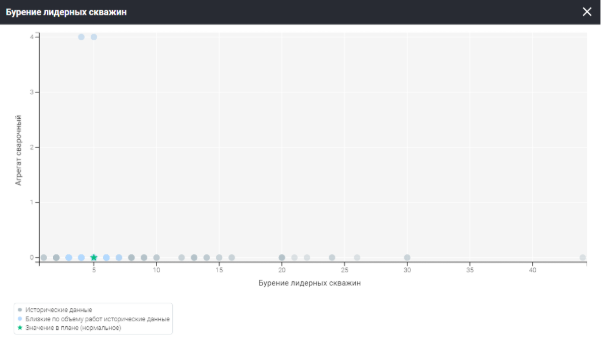 Бурение лидерных скважин
4
3
2
1
0
Агрегат сварочный
5 10 15 20 25 30 35 40
Бурение лидерных скважин
Исторические данные
Близкие по объему работ исторические данные
Значение в плане (нормальное)